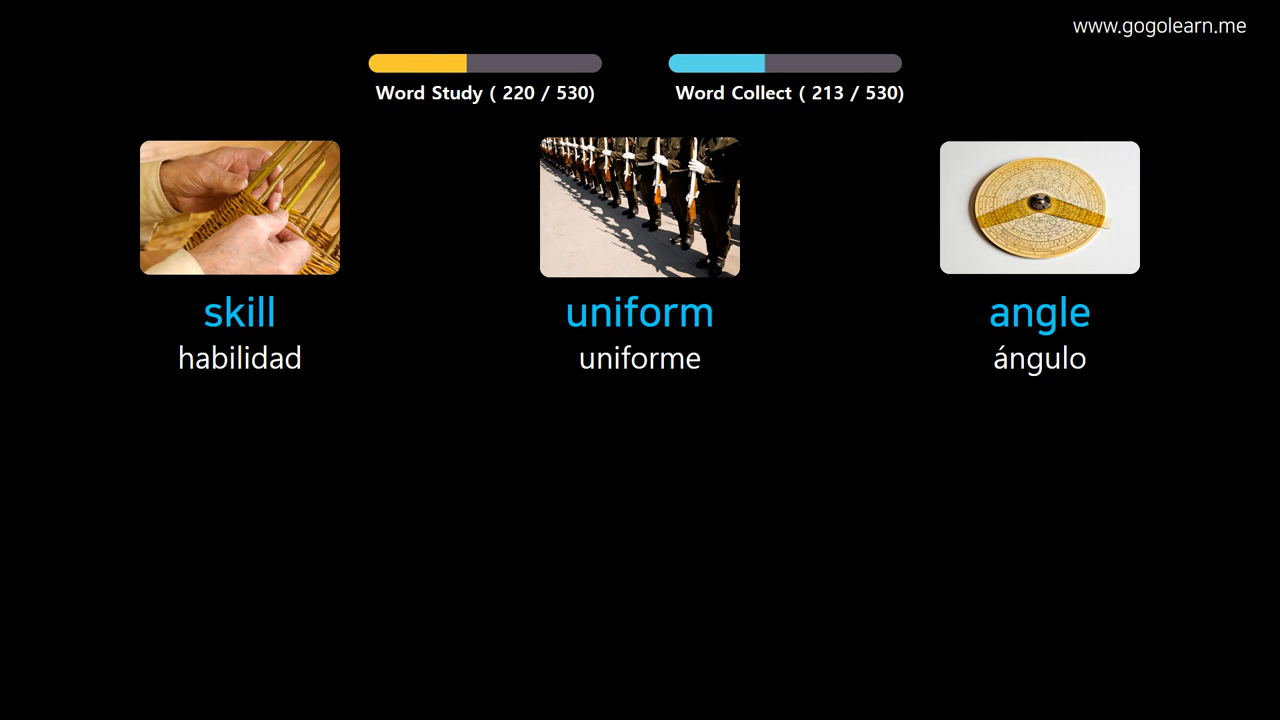 www.gogolearn.me
Word Study ( 220 / 530)
Word Collect ( 213 / 530)
skill
habilidad
uniform
uniforme
angle
ángulo